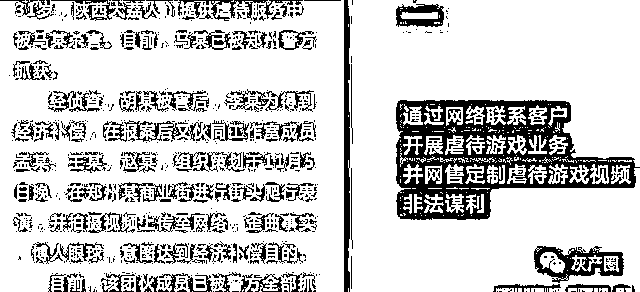 31岁，陕西大荔人）提供虐待服务中
被马某杀害。目前，马某已被郑州警方
抓获。
经侦查，胡某被害后，李某为得到
经济补偿，在报案后又伙同工作室成员
孟某、王某、赵某，组织策划于11月5
日晚，在郑州某商业街进行街头爬行表
演，并拍摄视频上传至网络，歪曲事实
，博人眼球，意图达到经济补偿目的。
目前，该团伙成员已被警方全部抓
通过网络联系客户
开展虐待游戏业务
并网售定制虐待游戏视频
非法谋利
灰产圈